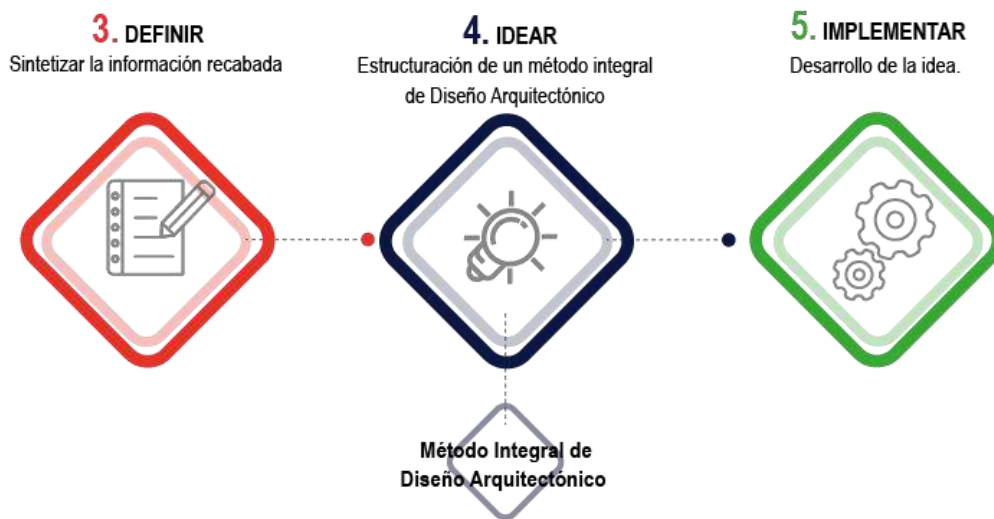 3. DEFINIR
Sintetizar la información recabada
4. IDEAR
Estructuración de un método integral
de Diseño Arquitectónico
5. IMPLEMENTAR
Desarrollo de la idea.
Método Integral de
Diseño Arquectónico